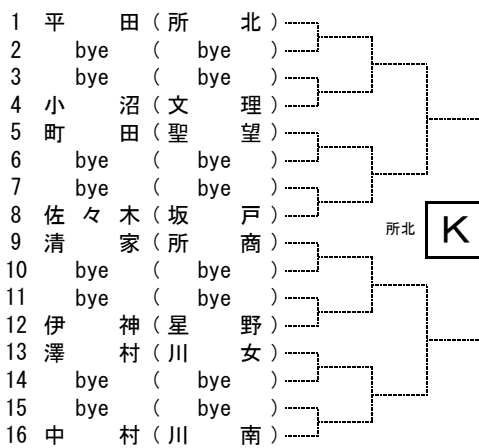 1 平 田 ( 所 北 )
2 bye ( bye )
3 bye ( bye )
4 小 沼 ( 文 理 )
5 町 田 ( 聖 望 )
6 bye ( bye )
7 bye ( bye )
8 佐 々 木 ( 坂 戸 )
所北 K
9 清 家 ( 所 商 )
10 bye ( bye )
11 bye ( bye )
12 伊 神 ( 星 野 )
13 澤 村 ( 川 女 )
14 bye ( bye )
15 bye ( bye )
16 中 村 ( 川 南 )